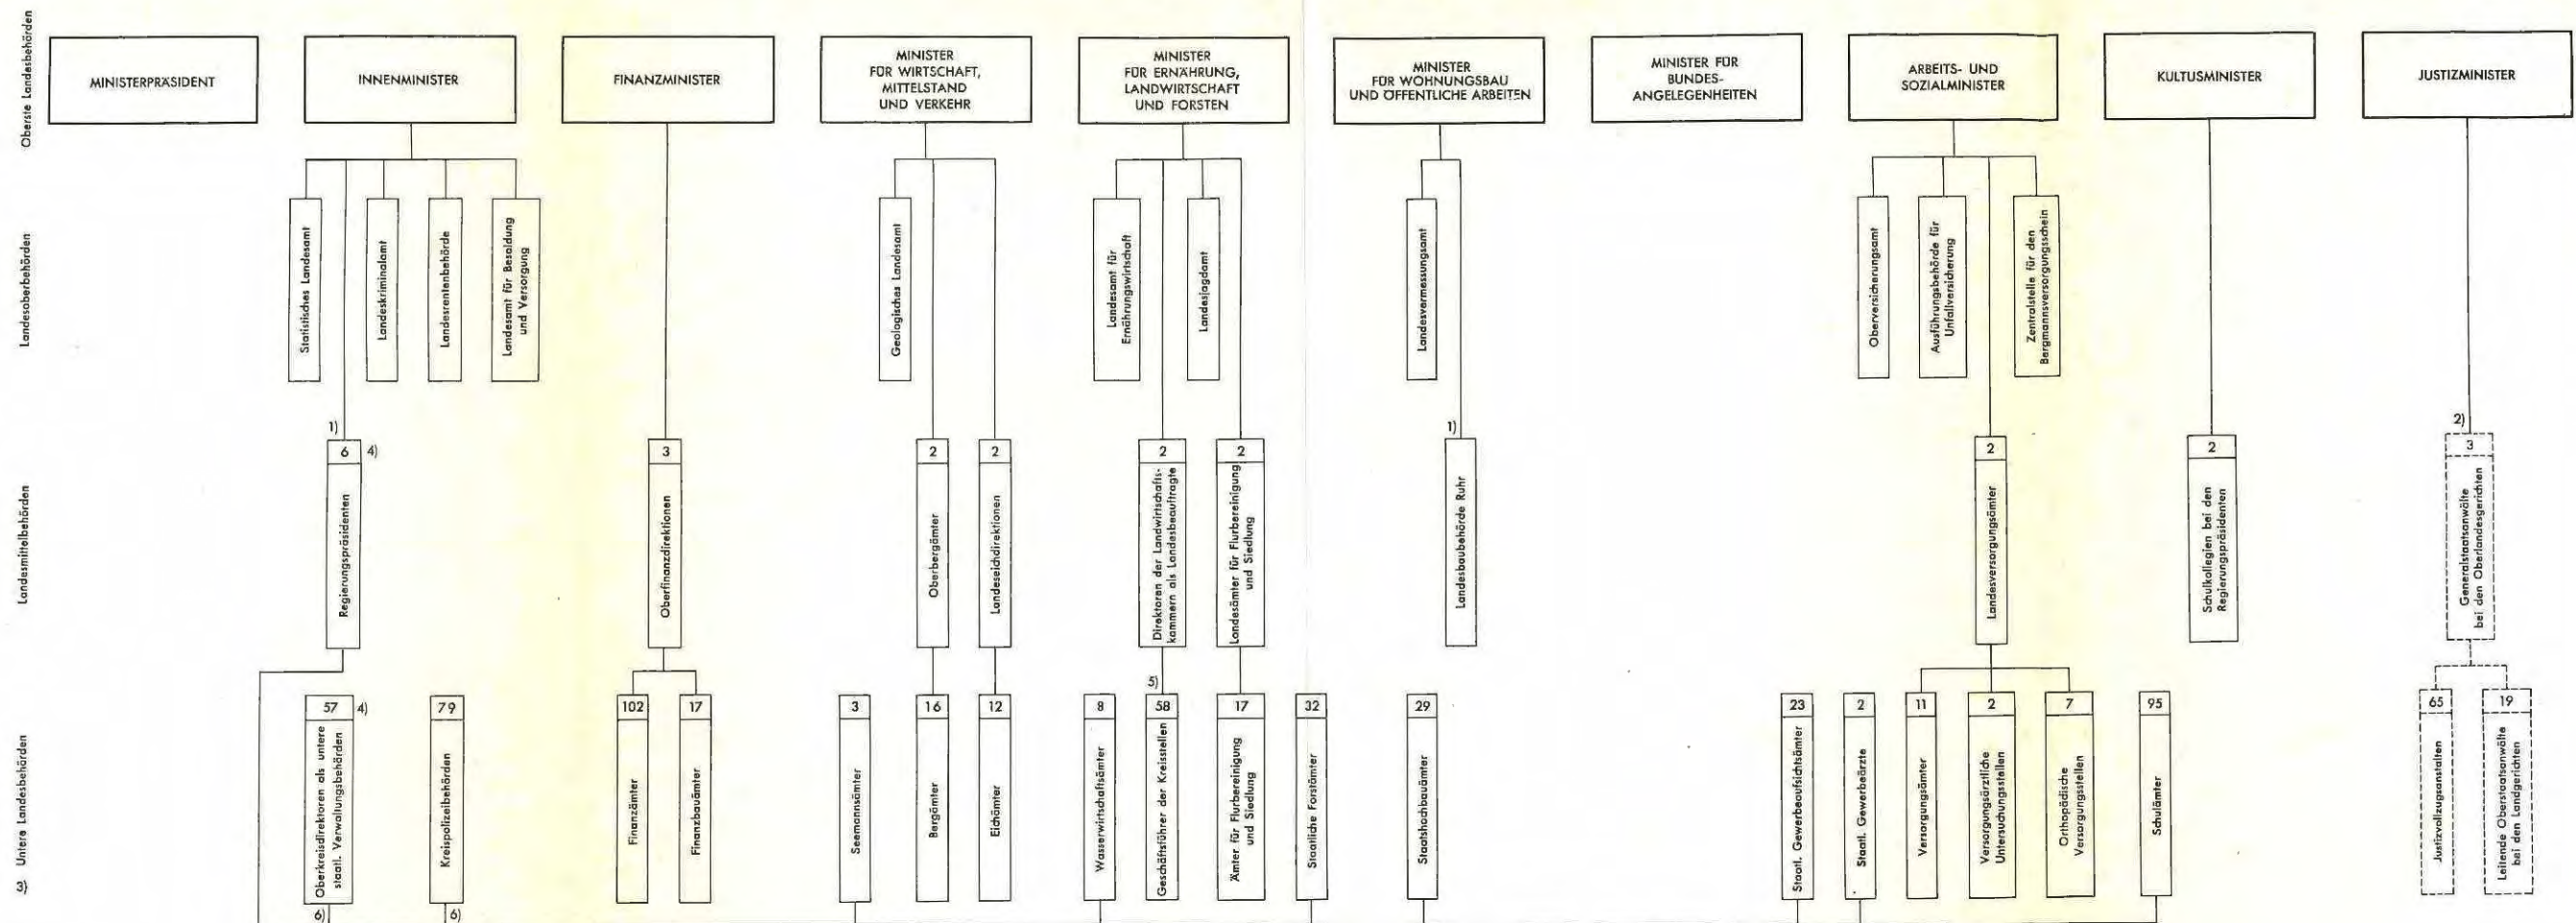 Oberste Landesbehörden
MINISTERPRÄSIDENT
INNENMINISTER
FINANZMINISTER
MINISTER
FÜR WIRTSCHAFT,
MITTELSTAND
UND VERKEHR
MINISTER
FÜR ERNÄHRUNG,
LANDWIRTSCHAFT
UND FORSTEN
MINISTER
FÜR WOHNUNGSBAU
UND ÖFFENTLICHE ARBEITEN
MINISTER FÜR
BUNDES-
ANGELEGENHEITEN
ARBEITS- UND
SOZIALMINISTER
KULTUSMINISTER
JUSTIZMINISTER
Landesoberbehörden
Statistisches Landesamt
Landeskriminalamt
Landesrentenbehörde
Landesamt für Besoldung
und Versorgung
Geologisches Landesamt
Landesamt für
Ernährungswirtschaft
Landesjagdamt
Landesvermessungsamt
Oberversicherungsamt
Ausführungsbehörde für
Unfallversicherung
Zentralstelle für den
Bergmannsversorgungsschein
Landesmittelbehörden
1)
6 4)
Regierungspräsidenten
3
Oberfinanzdirektionen
2
Oberbergämter
2
Landeseichdirektionen
2
Direktoren der Landwirtschafts-
kammern als Landesbeauftragte
2
Landesämter für Flurbereinigung
und Siedlung
1)
Landesbaubehörde Ruhr
2
Landesversorgungsämter
2
Schulkollegien bei den
Regierungspräsidenten
2)
3
Generalstaatsanwälte
bei den Oberlandesgerichten
3) Untere Landesbehörden
57 4)
Oberkreisdirektoren als untere
staatl. Verwaltungsbehörden
6)
79
Kreispolizeibehörden
6)
102
Finanzämter
17
Finanzbauämter
3
Seemannsämter
16
Bergämter
12
Eichämter
8
Wasserwirtschaftsämter
5)
58
Geschäftsführer der Kreisstellen
17
Ämter für Flurbereinigung
und Siedlung
32
Staatliche Forstämter
29
Staatshochbauämter
23
Staatl. Gewerbeaufsichtsämter
2
Staatl. Gewerbeärzte
11
Versorgungsämter
2
Versorgungsärztliche
Untersuchungsstellen
7
Orthopädische
Versorgungsstellen
95
Schulämter
65
Justizvollzugsanstalten
19
Leitende Oberstaatsanwälte
bei den Landgerichten